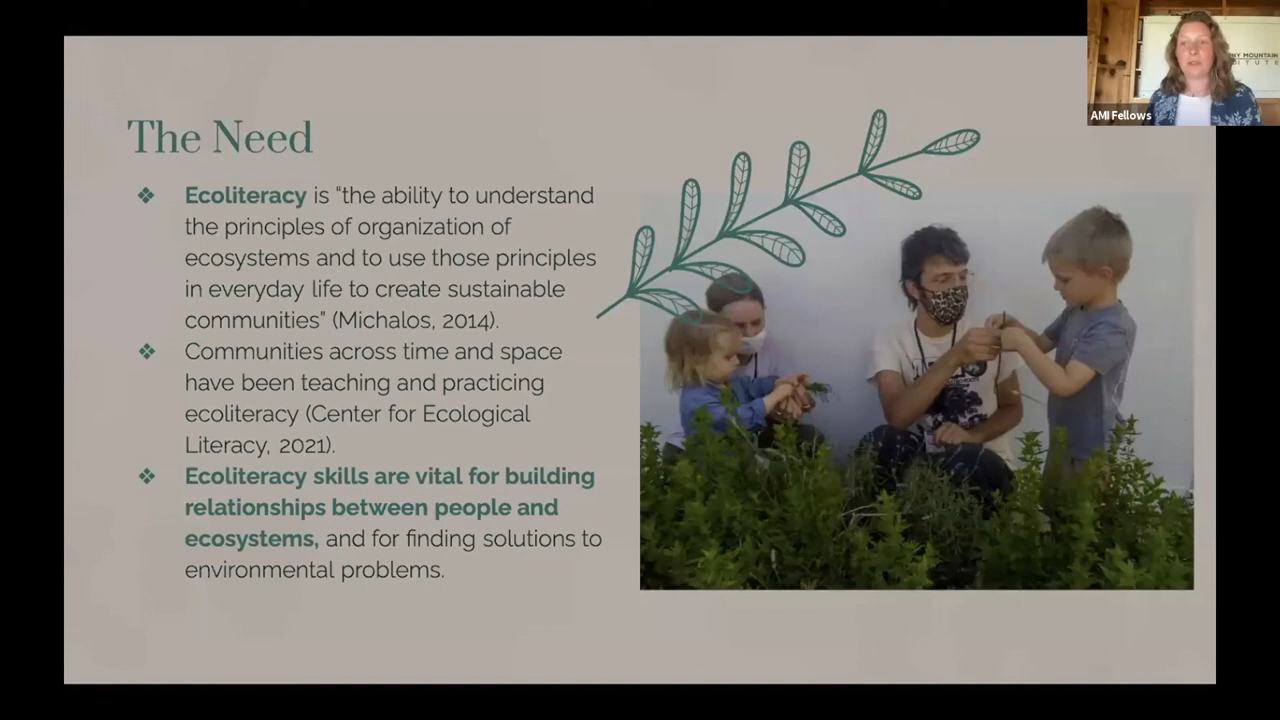 The Need
❖ Ecoliteracy is “the ability to understand
the principles of organization of
ecosystems and to use those principles
in everyday life to create sustainable
communities” (Michalos, 2014).
❖ Communities across time and space
have been teaching and practicing
ecoliteracy (Center for Ecological
Literacy, 2021).
❖ Ecoliteracy skills are vital for building
relationships between people and
ecosystems, and for finding solutions to
environmental problems.
NY MOUNTAIN
ITUTE
AMI Fellows